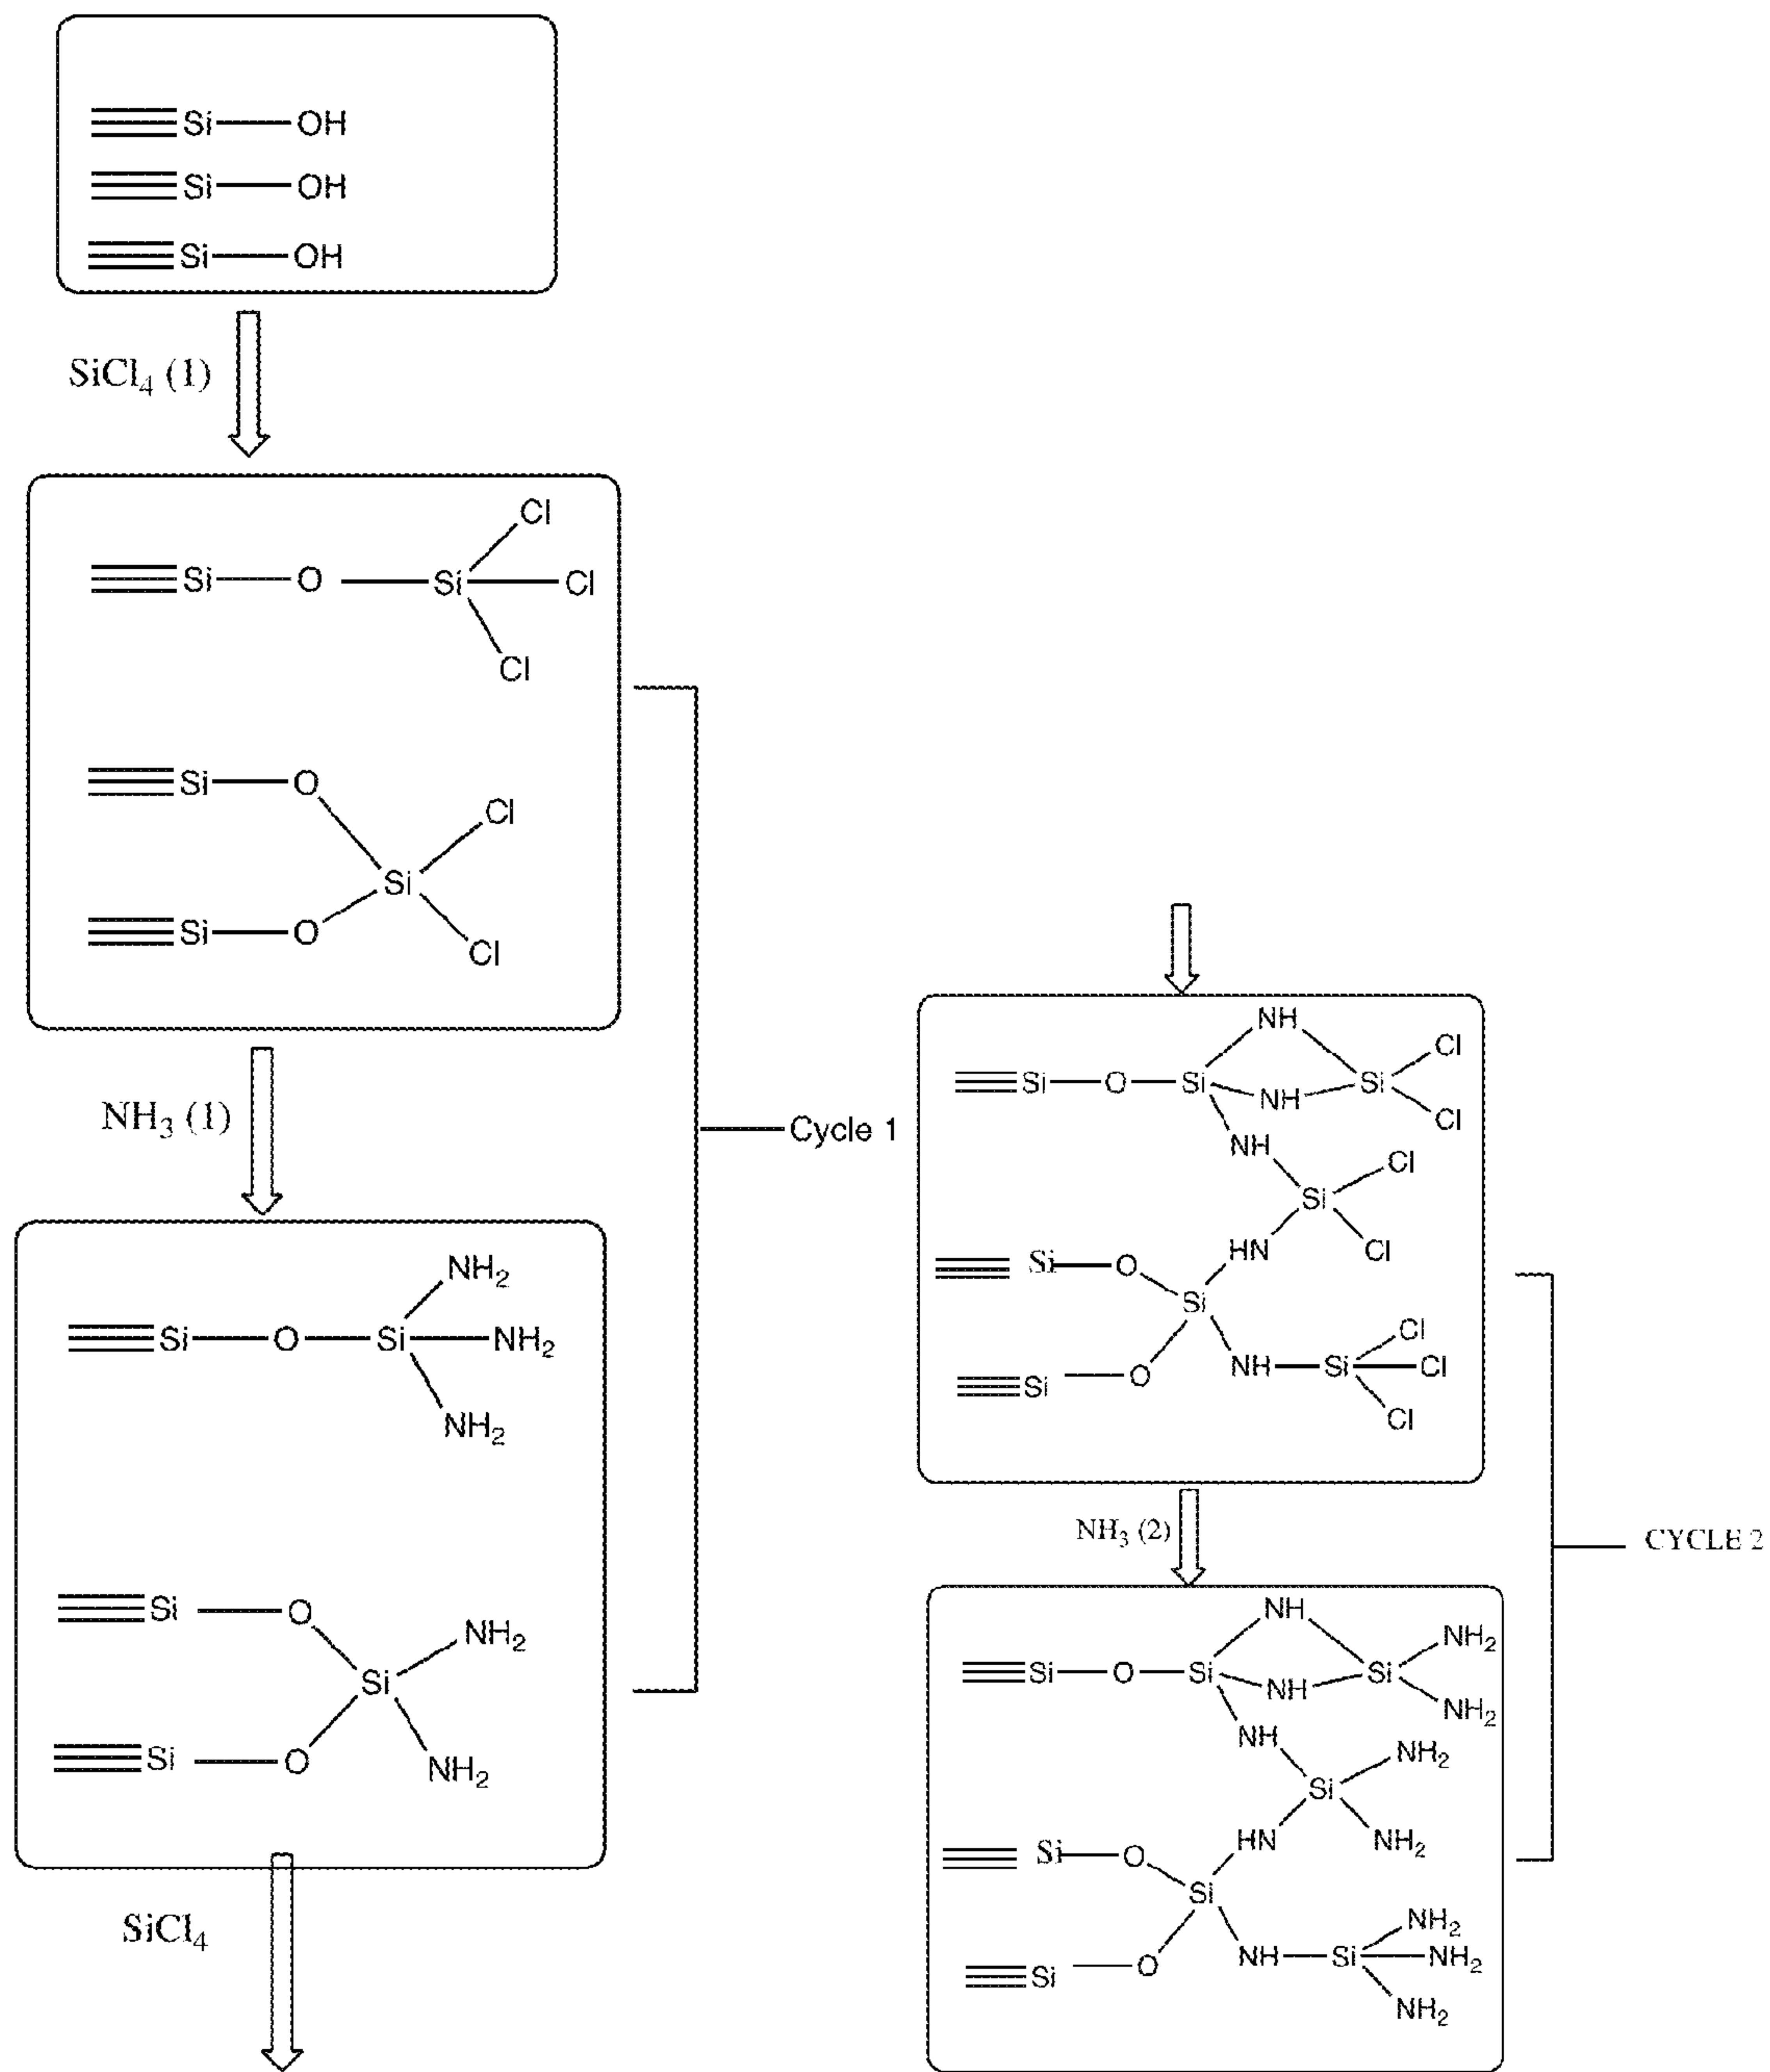 Si OH
Si OH
Si OH
SiCl4 (1)
Cl
Si O Si Cl
Cl
Si O
Cl
Si
Si O
Cl
NH3 (1)
Cycle 1
NH2
Si O Si NH2
NH2
Si O
NH2
Si
Si O
NH2
SiCl4
NH
Cl
Si O Si Si
NH
Cl
NH
Cl
Si
HN
Cl
Si O
Si
Cl
NH Si Cl
Si O
Cl
NH3 (2)
CYCLE 2
NH
NH2
Si O Si Si
NH
NH2
NH
NH2
Si
HN NH2
Si O
Si
NH2
NH Si NH2
Si O
NH2